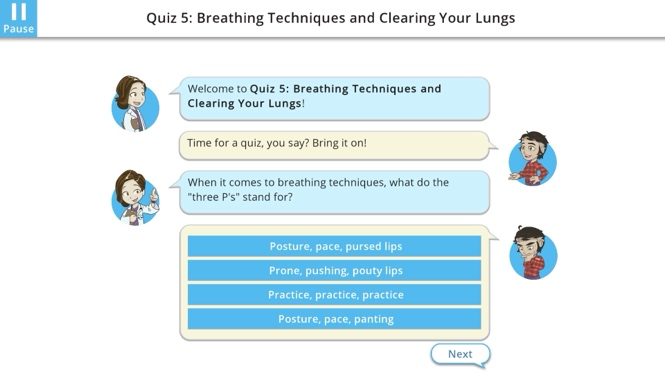 Pause
Quiz 5: Breathing Techniques and Clearing Your Lungs
Welcome to Quiz 5: Breathing Techniques and
Clearing Your Lungs!
Time for a quiz, you say? Bring it on!
When it comes to breathing techniques, what do the
"three P's" stand for?
Posture, pace, pursed lips
Prone, pushing, pouty lips
Practice, practice, practice
Posture, pace, panting
Next